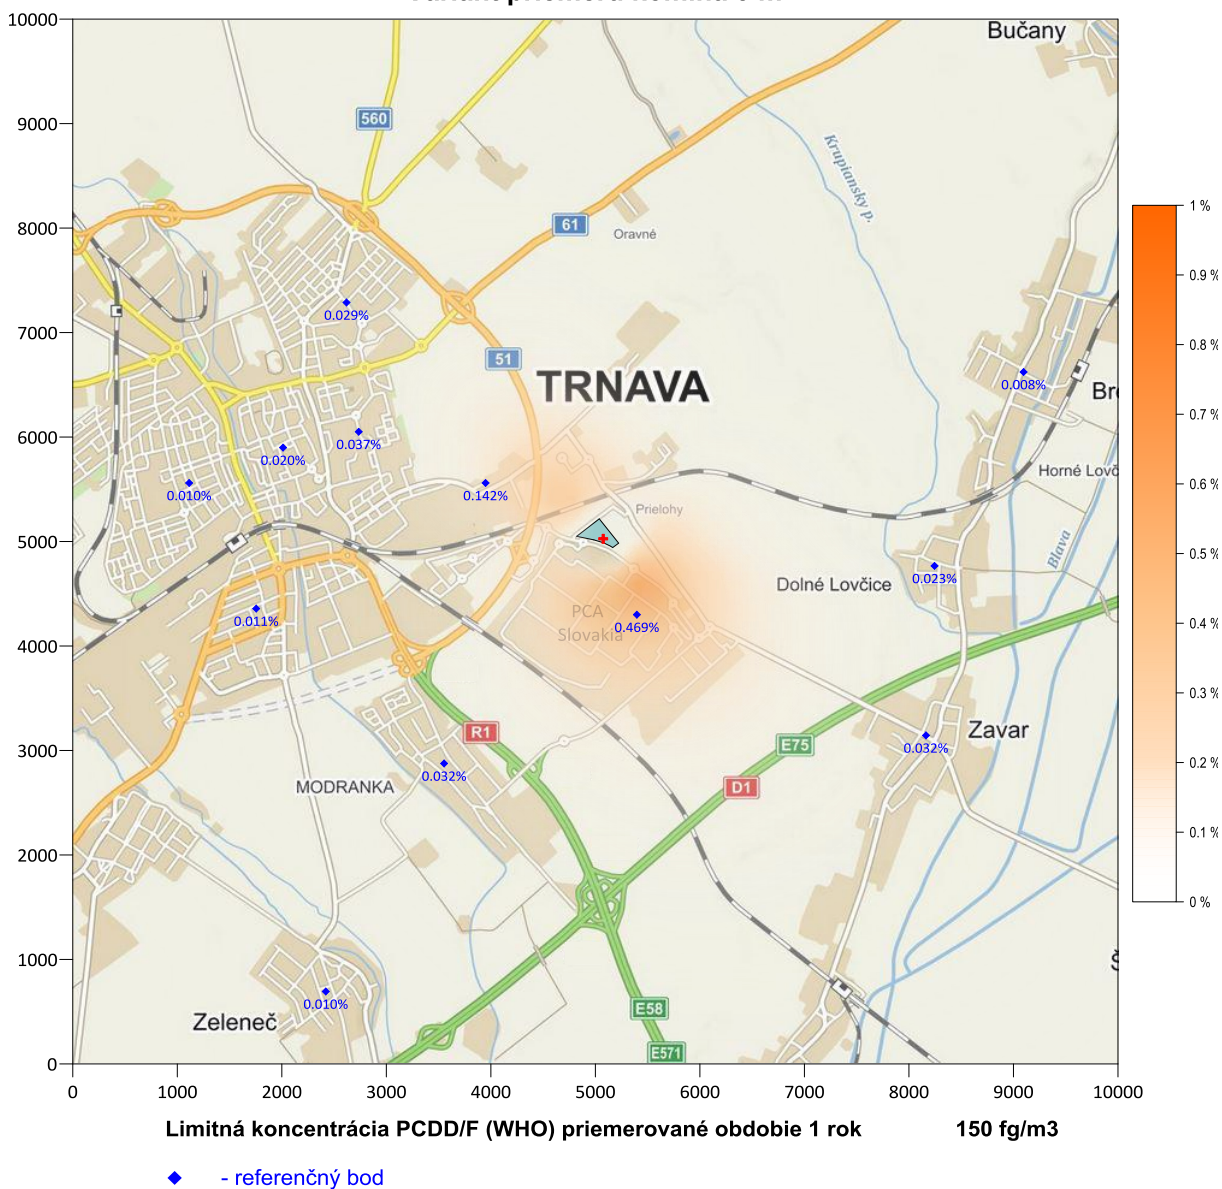 10000
9000
8000
7000
6000
5000
4000
3000
2000
1000
0
0
1000
2000
3000
4000
5000
6000
7000
8000
9000
10000
Bučany
560
Krupiansky p.
61
Oravné
0.029%
51
TRNAVA
0.008%
0.037%
0.020%
Horné Lovč
0.010%
0.142%
Prielohy
Blava
0.023%
Dolné Lovčice
PCA
Slovakia
0.011%
0.469%
R1
E75
Zavar
0.032%
0.032%
MODRANKA
D1
0.010%
Zeleneč
E58
E571
1 %
0.9 %
0.8 %
0.7 %
0.6 %
0.5 %
0.4 %
0.3 %
0.2 %
0.1 %
0 %
Limitná koncentrácia PCDD/F (WHO) priemerované obdobie 1 rok 150 fg/m3
- referenčný bod